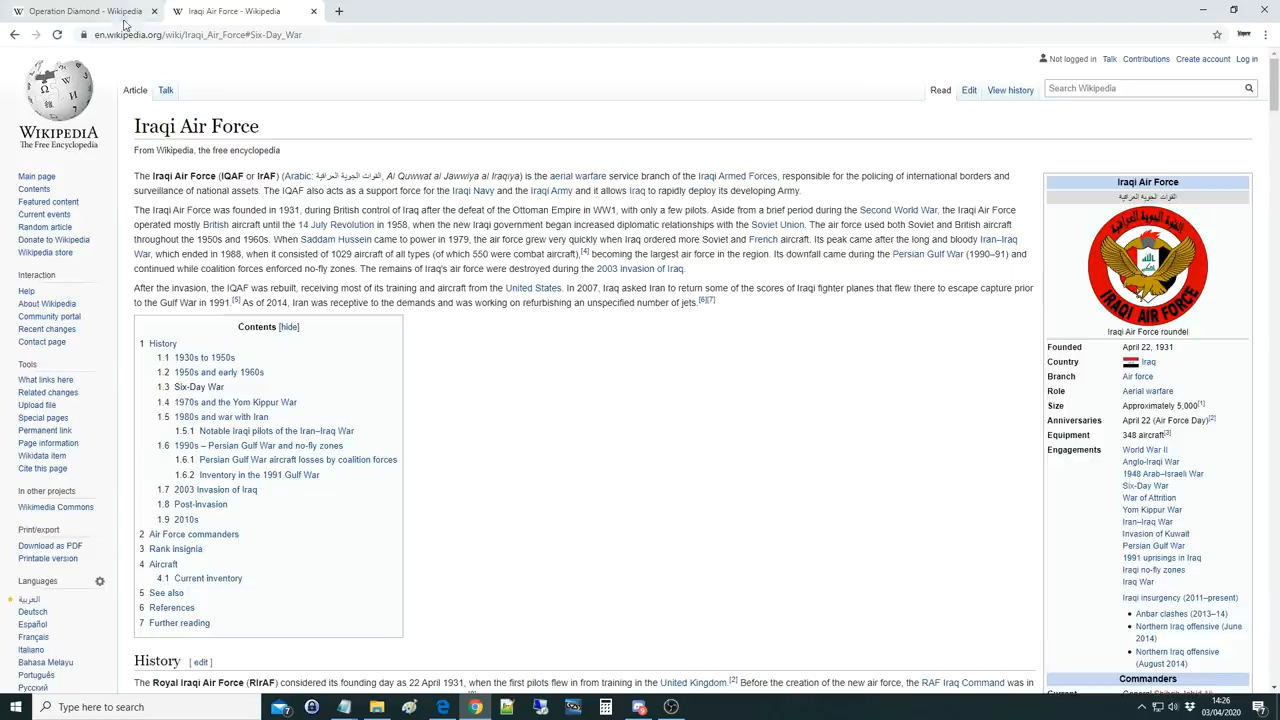 Operation Diamond - Wikipedia
Iraqi Air Force - Wikipedia
en.wikipedia.org/wiki/Iraqi_Air_Force#Six-Day_War
Not logged in Talk Contributions Create account Log in
Article Talk
Read Edit View history
Search Wikipedia
WIKIPEDIA
The Free Encyclopedia
Main page
Contents
Featured content
Current events
Random article
Donate to Wikipedia
Wikipedia store
Interaction
Help
About Wikipedia
Community portal
Recent changes
Contact page
Tools
What links here
Related changes
Upload file
Special pages
Permanent link
Page information
Wikidata item
Cite this page
In other projects
Wikimedia Commons
Print/export
Download as PDF
Printable version
Languages
العربية
Deutsch
Español
Français
Italiano
Bahasa Melayu
Português
Русский
Iraqi Air Force
From Wikipedia, the free encyclopedia
The Iraqi Air Force (IQAF or IrAF) (Arabic: القوات الجوية العراقية, Al Quwwat al Jawwiya al Iraqiya) is the aerial warfare service branch of the Iraqi Armed Forces, responsible for the policing of international borders and
surveillance of national assets. The IQAF also acts as a support force for the Iraqi Navy and the Iraqi Army and it allows Iraq to rapidly deploy its developing Army.
The Iraqi Air Force was founded in 1931, during British control of Iraq after the defeat of the Ottoman Empire in WW1, with only a few pilots. Aside from a brief period during the Second World War, the Iraqi Air Force
operated mostly British aircraft until the 14 July Revolution in 1958, when the new Iraqi government began increased diplomatic relationships with the Soviet Union. The air force used both Soviet and British aircraft
throughout the 1950s and 1960s. When Saddam Hussein came to power in 1979, the air force grew very quickly when Iraq ordered more Soviet and French aircraft. Its peak came after the long and bloody Iran–Iraq
War, which ended in 1988, when it consisted of 1029 aircraft of all types (of which 550 were combat aircraft),[4] becoming the largest air force in the region. Its downfall came during the Persian Gulf War (1990–91) and
continued while coalition forces enforced no-fly zones. The remains of Iraq's air force were destroyed during the 2003 invasion of Iraq.
After the invasion, the IQAF was rebuilt, receiving most of its training and aircraft from the United States. In 2007, Iraq asked Iran to return some of the scores of Iraqi fighter planes that flew there to escape capture prior
to the Gulf War in 1991.[5] As of 2014, Iran was receptive to the demands and was working on refurbishing an unspecified number of jets.[6][7]
Contents [hide]
1 History
1.1 1930s to 1950s
1.2 1950s and early 1960s
1.3 Six-Day War
1.4 1970s and the Yom Kippur War
1.5 1980s and war with Iran
1.5.1 Notable Iraqi pilots of the Iran–Iraq War
1.6 1990s – Persian Gulf War and no-fly zones
1.6.1 Persian Gulf War aircraft losses by coalition forces
1.6.2 Inventory in the 1991 Gulf War
1.7 2003 Invasion of Iraq
1.8 Post-invasion
1.9 2010s
2 Air Force commanders
3 Rank insignia
4 Aircraft
4.1 Current inventory
5 See also
6 References
7 Further reading
History [ edit ]
The Royal Iraqi Air Force (RIrAF) considered its founding day as 22 April 1931, when the first pilots flew in from training in the United Kingdom.[2] Before the creation of the new air force, the RAF Iraq Command was in
Iraqi Air Force
القوات الجوية العراقية
القوات الجوية العراقية
IRAQI AIR FORCE
Iraqi Air Force roundel
Founded April 22, 1931
Country Iraq
Branch Air force
Role Aerial warfare
Size Approximately 5,000[1]
Anniversaries April 22 (Air Force Day)[2]
Equipment 348 aircraft[3]
Engagements World War II
Anglo-Iraqi War
1948 Arab–Israeli War
Six-Day War
War of Attrition
Yom Kippur War
Iran–Iraq War
Invasion of Kuwait
Persian Gulf War
1991 uprisings in Iraq
Iraqi no-fly zones
Iraq War
Iraqi insurgency (2011–present)
Anbar clashes (2013–14)
Northern Iraq offensive (June
2014)
Northern Iraq offensive
(August 2014)
Commanders
Type here to search
14:26
03/04/2020